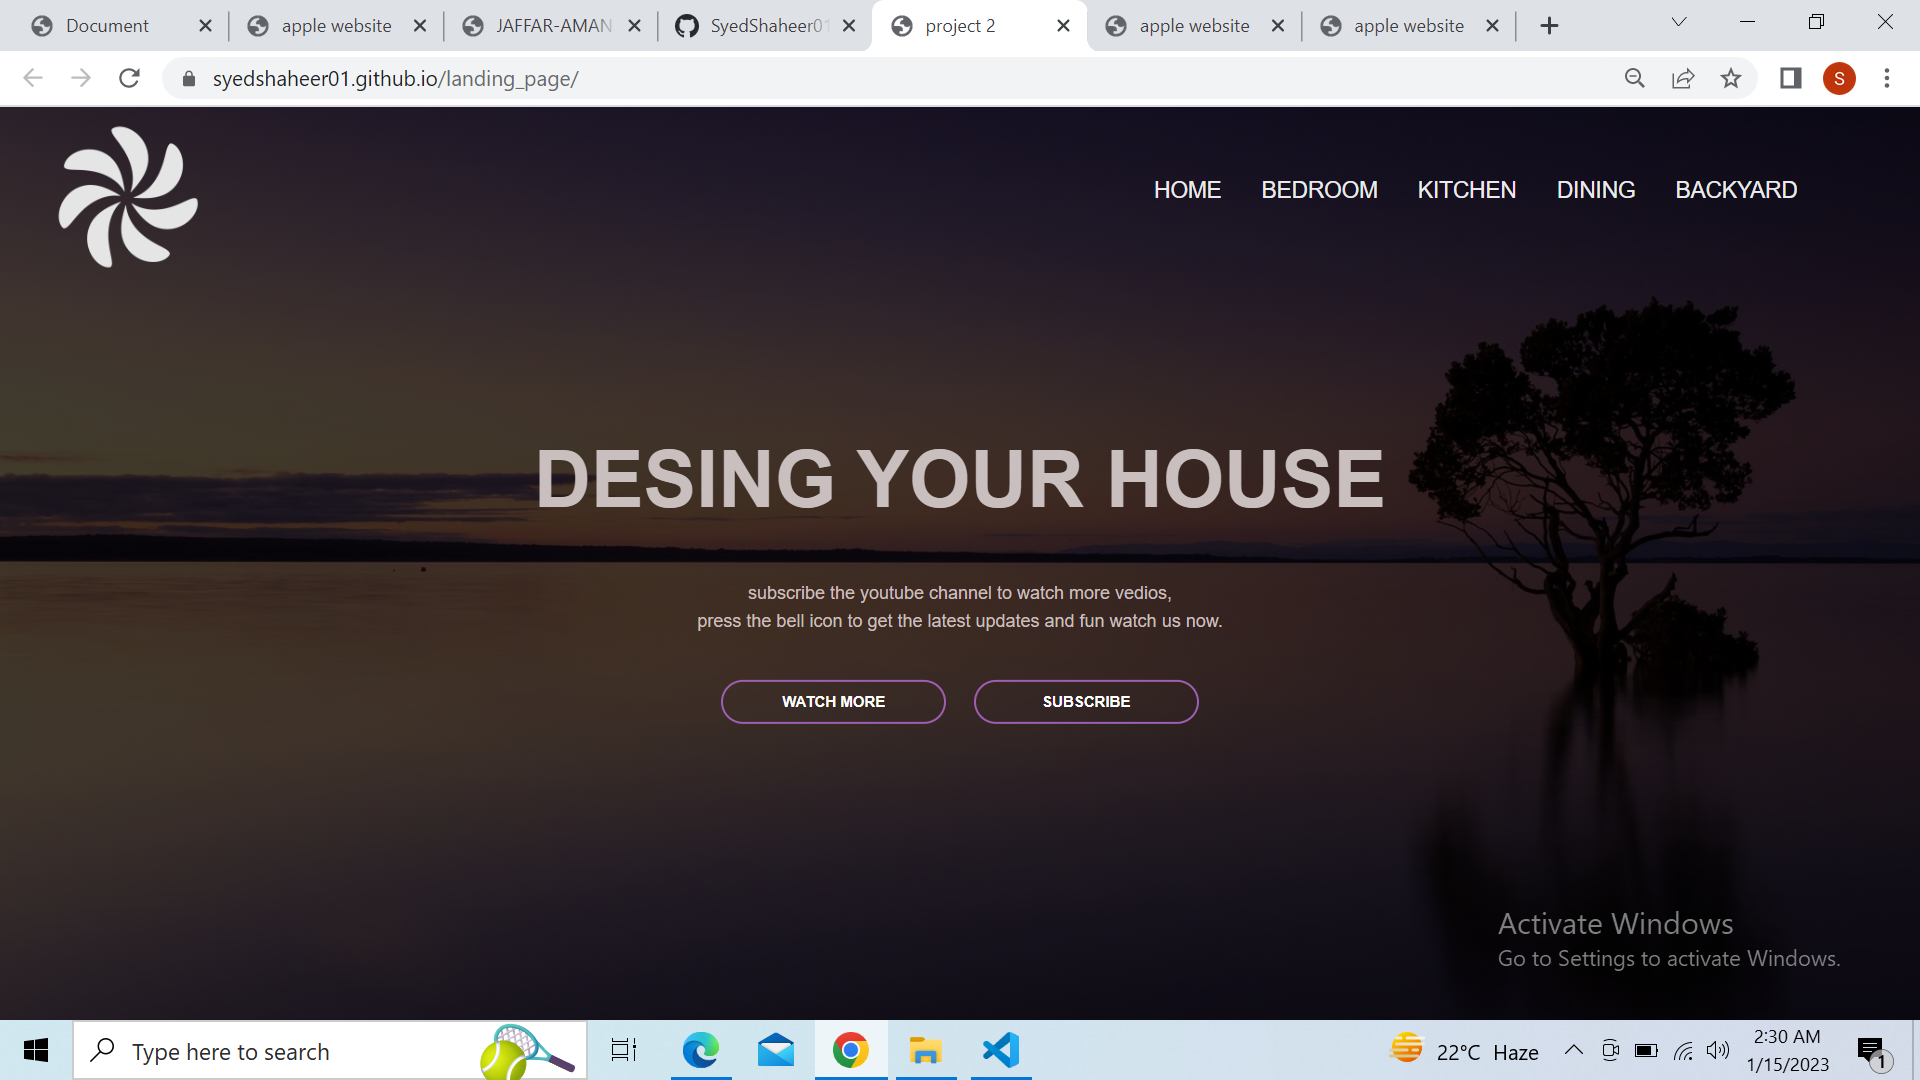 Document
apple website
JAFFAR-AMAN
SyedShaheer01
project 2
apple website
apple website
syedshaheer01.github.io/landing_page/
S
HOME BEDROOM KITCHEN DINING BACKYARD
DESING YOUR HOUSE
subscribe the youtube channel to watch more vedios,
press the bell icon to get the latest updates and fun watch us now.
WATCH MORE
SUBSCRIBE
Activate Windows
Go to Settings to activate Windows.
Type here to search
22°C Haze
2:30 AM
1/15/2023
1